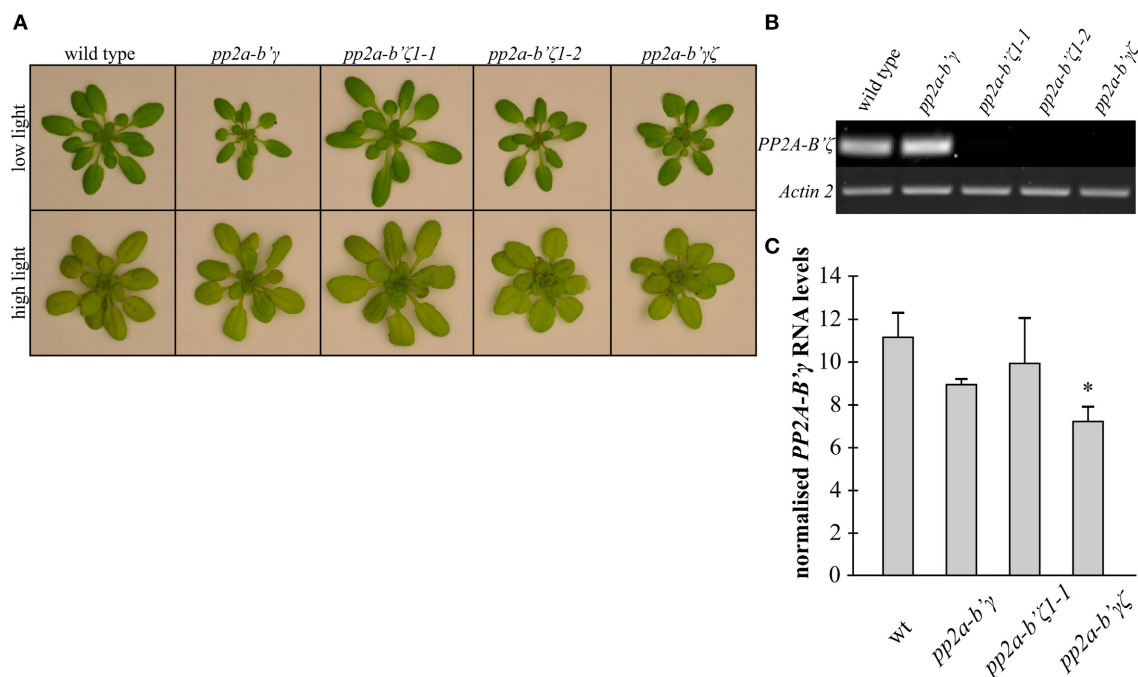 A
wild type pp2a-b'γ pp2a-b'ζ1-1 pp2a-b'ζ1-2 pp2a-b'γζ
low light
high light
B
wild type pp2a-b'γ pp2a-b'ζ1-1 pp2a-b'ζ1-2 pp2a-b'γζ
PP2A-B'ζ
Actin 2
C
normalised PP2A-B'γ RNA levels
14
12
10
8
6
4
2
0
*
wt pp2a-b'γ pp2a-b'ζ1-1 pp2a-b'γζ